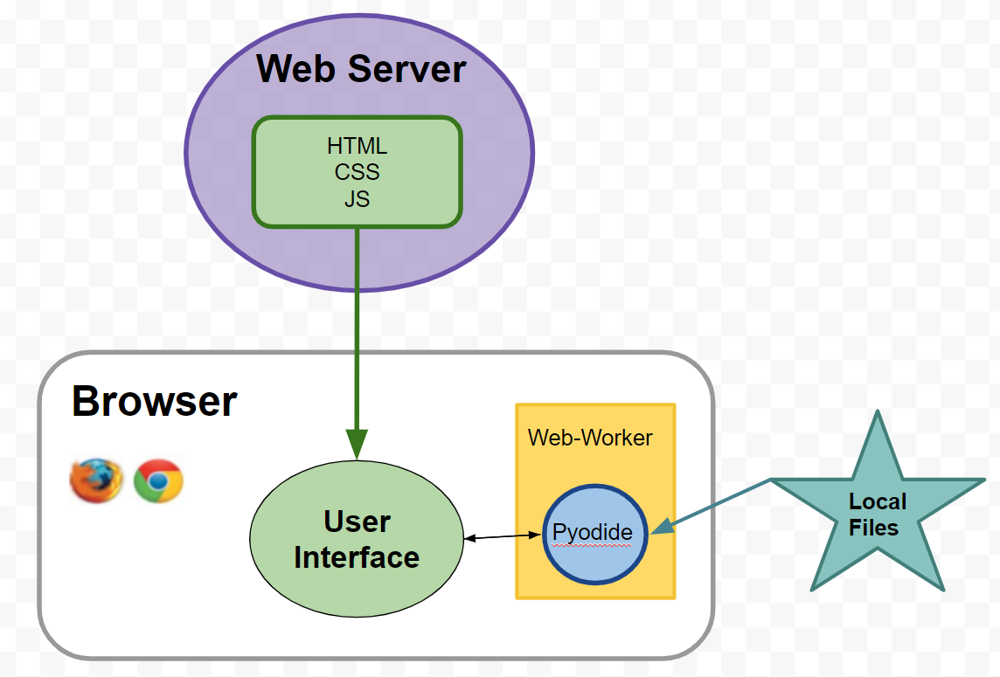 Web Server
HTML
CSS
JS
Browser
Web-Worker
User
Interface
Pyodide
Local
Files